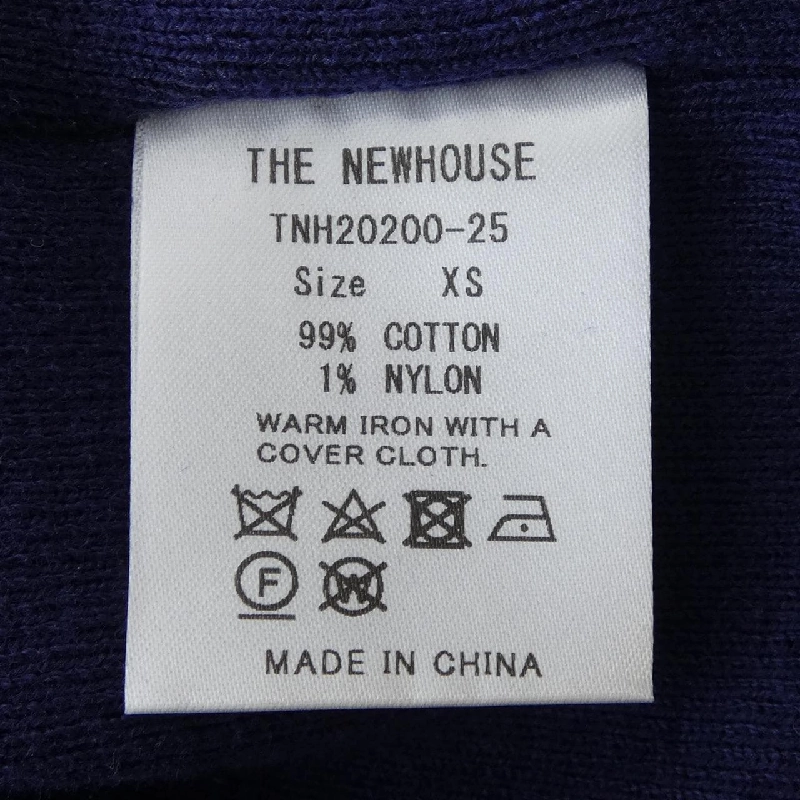 THE NEWHOUSE
TNH20200-25
Size XS
99% COTTON
1% NYLON
WARM IRON WITH A
COVER CLOTH.
F
W
MADE IN CHINA